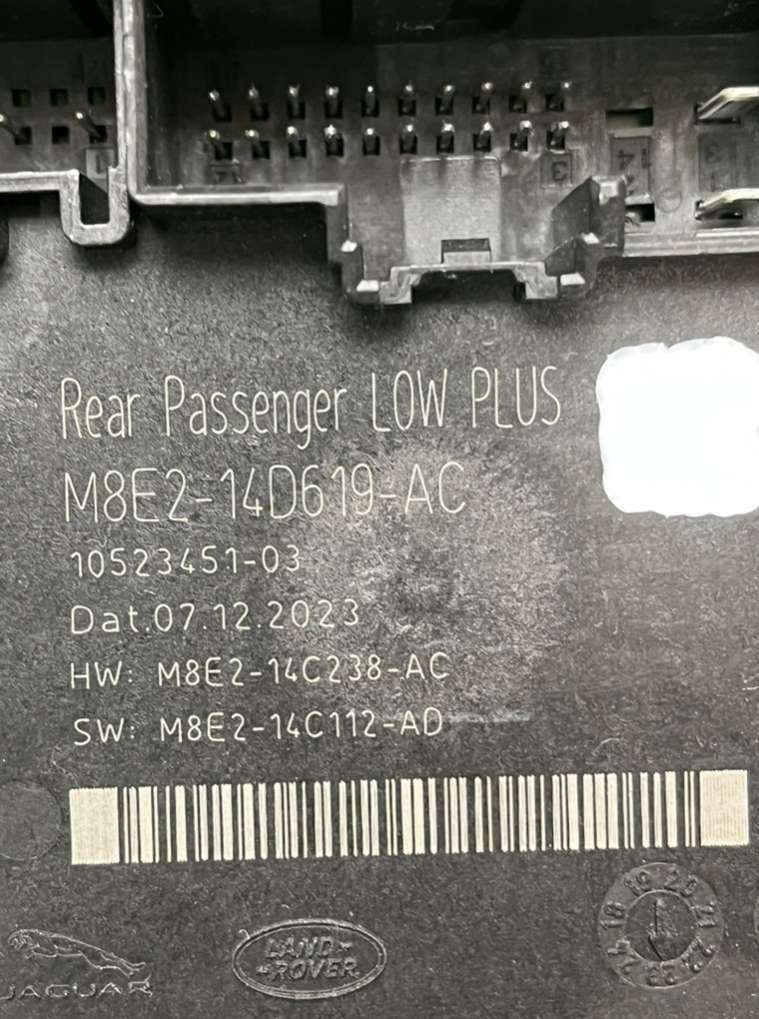 Rear Passenger LOW PLUS
M8E2-14D619-AC
10523451-03
Dat.07.12.2023
HW: M8E2-14C238-AC
SW: M8E2-14C112-AD
JAGUAR
LAND-
-ROVER